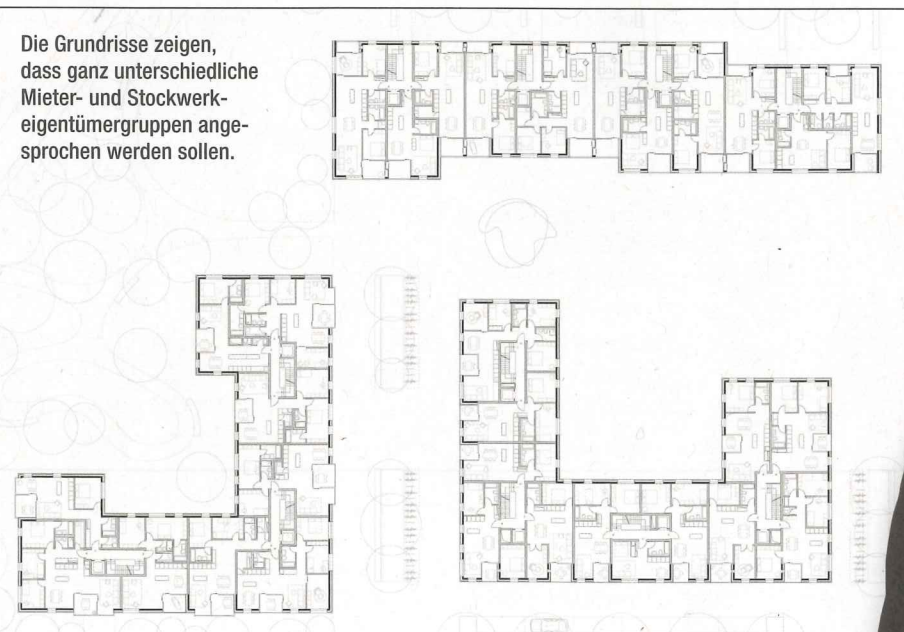 Die Grundrisse zeigen,
dass ganz unterschiedliche
Mieter- und Stockwerk-
eigentümergruppen ange-
sprochen werden sollen.